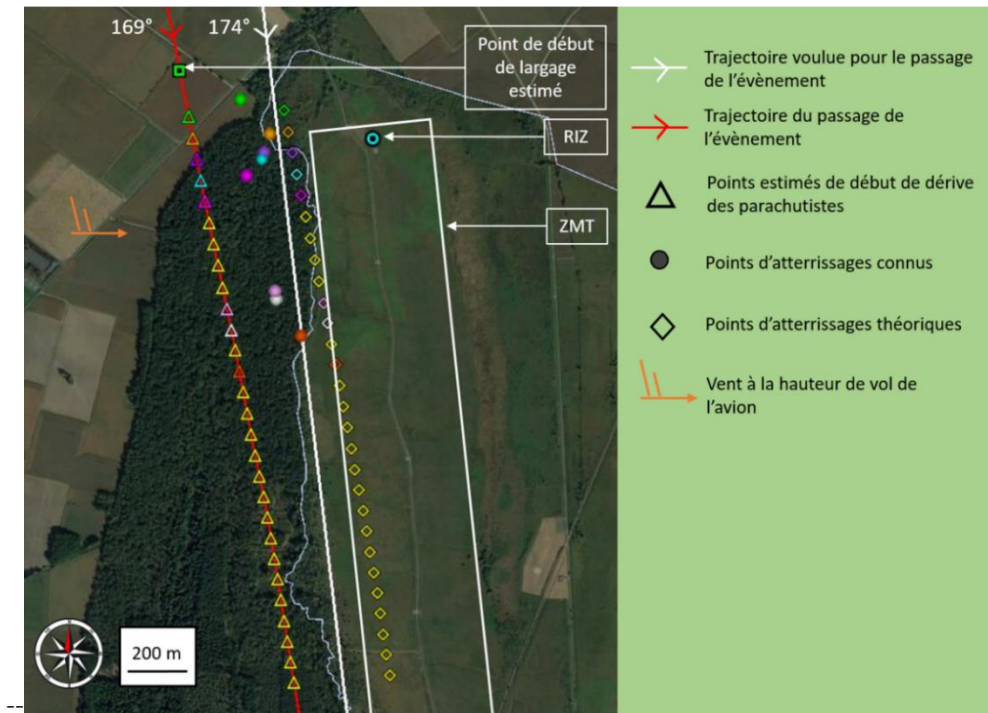 169°
174°
Point de début
de largage
estimé
RIZ
ZMT
200 m
Trajectoire voulue pour le passage
de l’évènement
Trajectoire du passage de
l’évènement
Points estimés de début de dérive
des parachutistes
Points d’atterrissages connus
Points d’atterrissages théoriques
Vent à la hauteur de vol de
l’avion
--